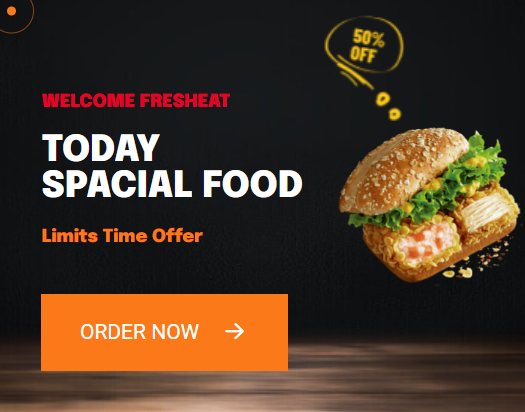 50%
OFF
WELCOME FRESHEAT
TODAY
SPACIAL FOOD
Limits Time Offer
ORDER NOW